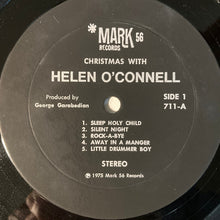 MARK 56
RECORDS
CHRISTMAS WITH
HELEN O'CONNELL
Produced by
George Garabedian
SIDE 1
711-A
1. SLEEP HOLY CHILD
2. SILENT NIGHT
3. ROCK-A-BYE
4. AWAY IN A MANGER
5. LITTLE DRUMMER BOY
STEREO
℗ 1975 Mark 56 Records